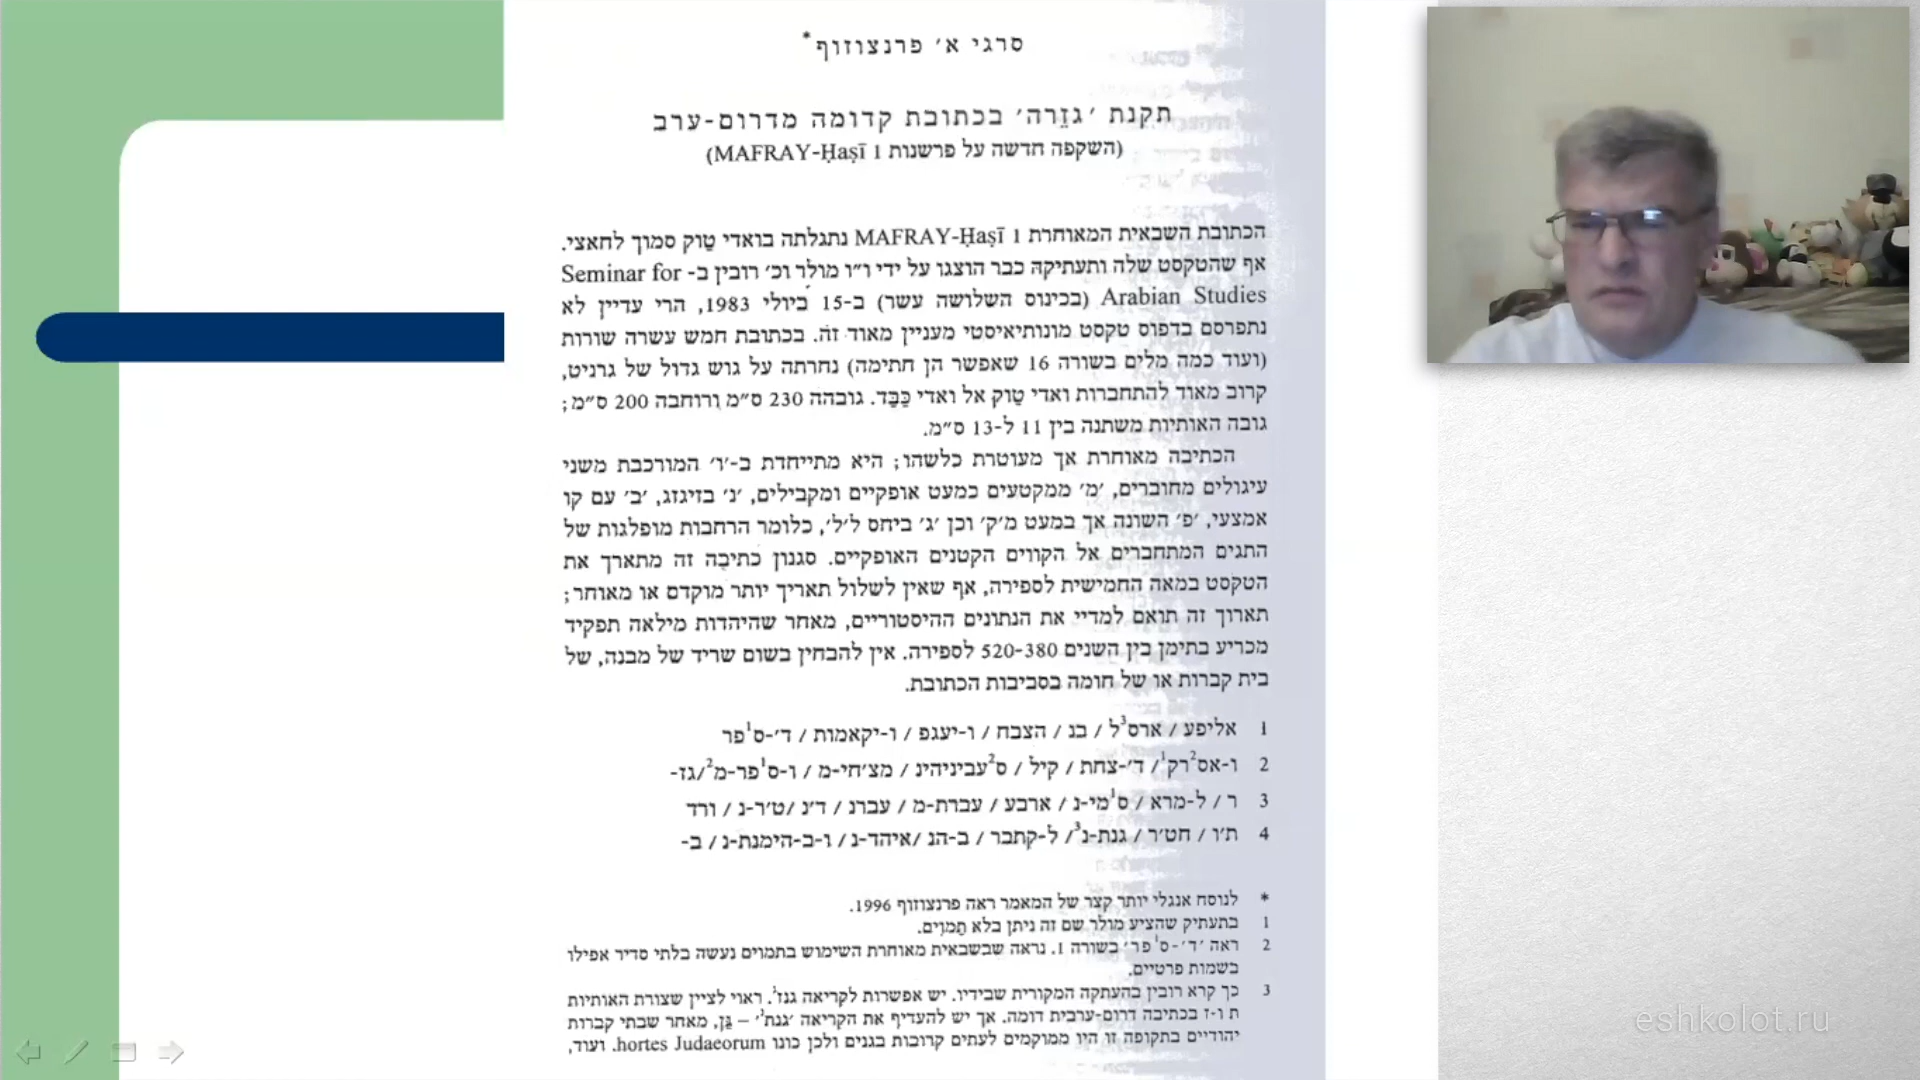 סרגי א׳ פרנצוזוף*
תקנת ׳גזֵרה׳ בכתובת קדומה מדרום-ערב
(השקפה חדשה על פרשנות MAFRAY-Ḥaṣī 1)
הכתובת השבאית המאוחרת MAFRAY-Ḥaṣī 1 נתגלתה בואדי טַוק סמוך לחאצי.
אף שהטקסט שלה ותעתיקה כבר הוצגו על ידי ו״ו מולר וכ׳ רובין ב- Seminar for
Arabian Studies (בכינוס השלושה עשר) ב-15 ביולי 1983, הרי עדיין לא
נתפרסם בדפוס טקסט מונותיאיסטי מעניין מאוד זה. בכתובת חמש עשרה שורות
(ועוד כמה מלים בשורה 16 שאפשר הן חתימה) נחרתה על גוש גדול של גרניט,
קרוב מאוד להתחברות ואדי טַוק אל ואדי כַּבַּד. גובהה 230 ס״מ ורוחבה 200 ס״מ;
גובה האותיות משתנה בין 11 ל-13 ס״מ.
הכתיבה מאוחרת אך מעוטרת כלשהו; היא מתייחדת ב-׳ו׳ המורכבת משני
עיגולים מחוברים, ׳מ׳ ממקטעים כמעט אופקיים ומקבילים, ׳נ׳ בזיגזג, ׳ב׳ עם קו
אמצעי, ׳פ׳ השונה אך במעט מ׳ק׳ וכן ׳ג׳ ביחס ל׳ל׳, כלומר הרחבות מופלגות של
התגים המתחברים אל הקווים הקטנים האופקיים. סגנון כתיבה זה מתארך את
הטקסט במאה החמישית לספירה, אף שאין לשלול תאריך יותר מוקדם או מאוחר;
תארוך זה תואם למדיי את הנתונים ההיסטוריים, מאחר שהיהדות מילאה תפקיד
מכריע בתימן בין השנים 520-380 לספירה. אין להבחין בשום שריד של מבנה, של
בית קברות או של חומה בסביבות הכתובת.
1 אליפע / ארס³ל / בנ / הצבח / ו-יעגפ / ו-יקאמות / ד׳-ס¹פר
2 ו-אס²רק¹/ ד׳-צחת / קיל / ס²עביניהינ / מצ׳חי-מ / ו-ס¹פר-מ²/גז-
3 ר / ל-מרא / ס¹מי-נ / ארבע / עברת-מ / עברנ / ד׳נ /ט׳ר-נ / ורד
4 ת׳ו / חט׳ר / גנת-נ³/ ל-קתבר / ב-הנ /איהד-נ / ו-ב-הימנת-נ / ב-
* לנוסח אנגלי יותר קצר של המאמר ראה פרנצוזוף 1996.
1 בתעתיק שהציע מולר שם זה ניתן בלא תַמוִים.
2 ראה ׳ד׳-ס¹פר׳ בשורה 1. נראה שבשבאית מאוחרת השימוש בתמוים נעשה בלתי סדיר אפילו
בשמות פרטיים.
3 כך קרא רובין בהעתקה המקורית שבידיו. יש אפשרות לקריאה גנז׳. ראוי לציין שצורת האותיות
ת ו-ז בכתיבה דרום-ערבית דומה. אך יש להעדיף את הקריאה ׳גנת׳ – גַּן, מאחר שבתי קברות
יהודיים בתקופה זו היו ממוקמים לעתים קרובות בגנים ולכן כונו hortes Judaeorum. ועוד,
eshkolot.ru